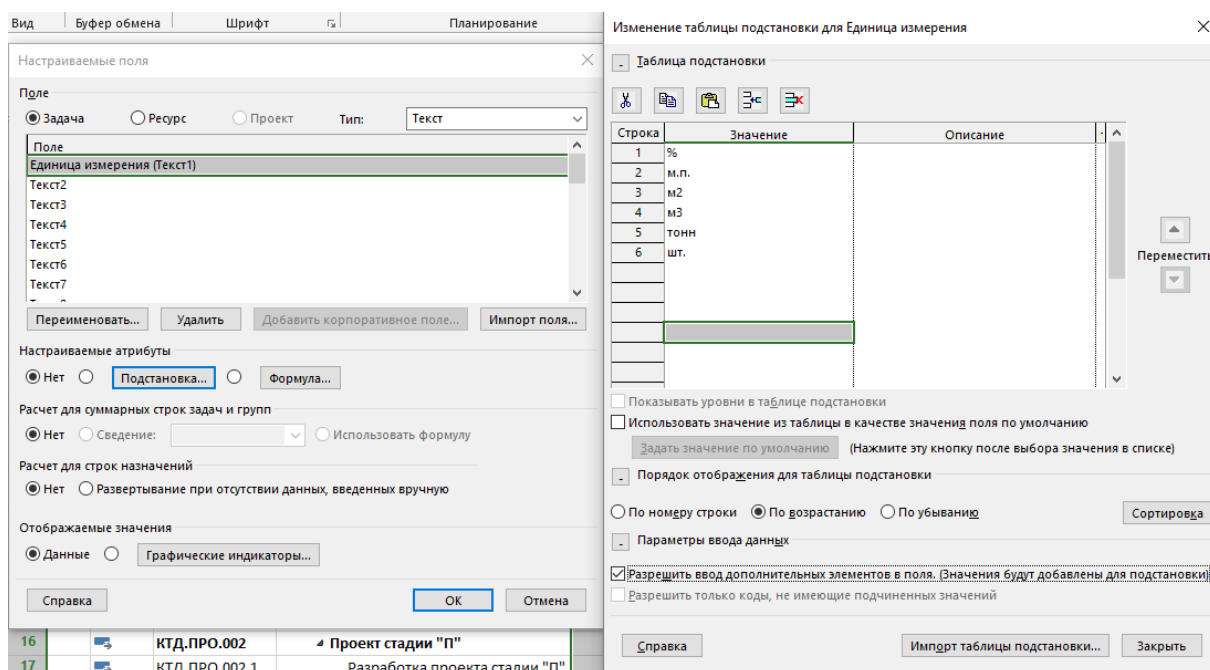 Вид Буфер обмена Шрифт Планирование
Настраиваемые поля
Поле
Задача Ресурс Проект Тип: Текст
Поле
Единица измерения (Текст1)
Текст2
Текст3
Текст4
Текст5
Текст6
Текст7
Переименовать... Удалить Добавить корпоративное поле... Импорт поля...
Настраиваемые атрибуты
Нет Подстановка... Формула...
Расчет для суммарных строк задач и групп
Нет Сведение: Использовать формулу
Расчет для строк назначений
Нет Развертывание при отсутствии данных, введенных вручную
Отображаемые значения
Данные Графические индикаторы...
Справка ОК Отмена
16 КТД.ПРО.002 Проект стадии "П"
17 КТД.ПРО.002.1 Разработка проекта стадии "П"
Изменение таблицы подстановки для Единица измерения
Таблица подстановки
Строка Значение Описание
1 %
2 м.п.
3 м2
4 м3
5 тонн
6 шт.
Переместить
Показывать уровни в таблице подстановки
Использовать значение из таблицы в качестве значения поля по умолчанию
Задать значение по умолчанию (Нажмите эту кнопку после выбора значения в списке)
Порядок отображения для таблицы подстановки
По номеру строки По возрастанию По убыванию Сортировка
Параметры ввода данных
Разрешить ввод дополнительных элементов в поля. (Значения будут добавлены для подстановки)
Разрешить только коды, не имеющие подчиненных значений
Справка Импорт таблицы подстановки... Закрыть